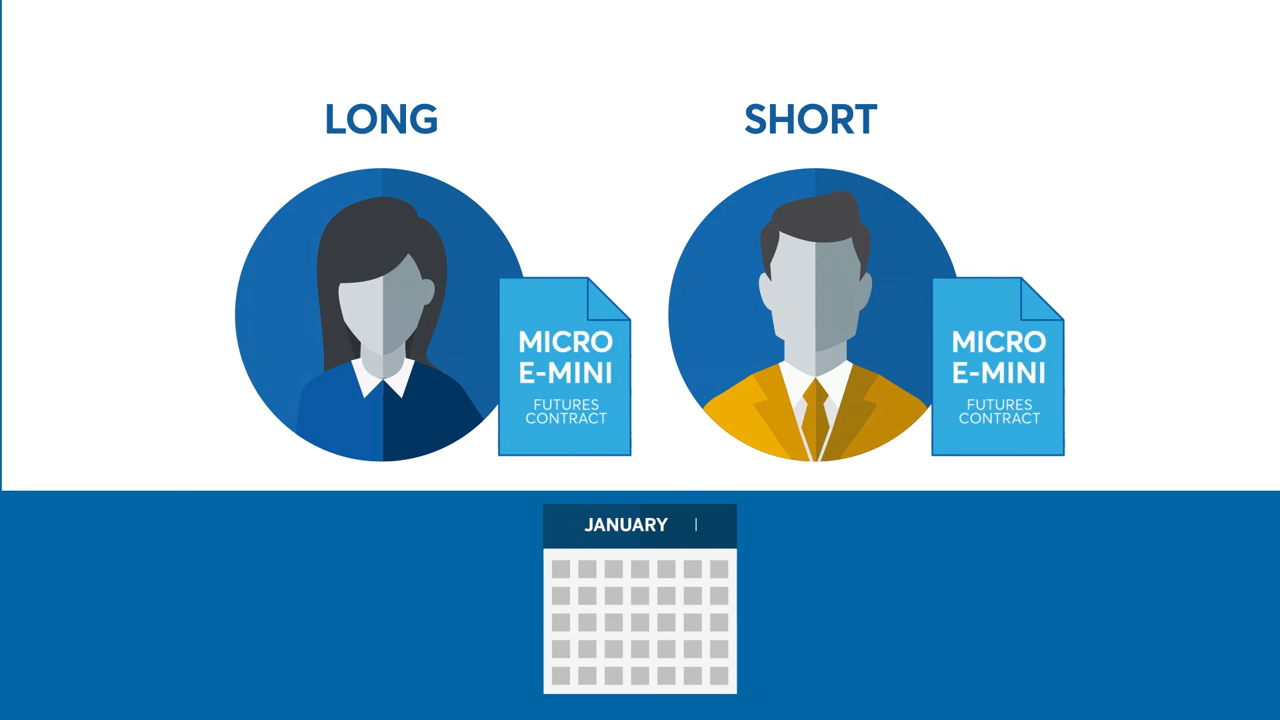 LONG
SHORT
MICRO
E-MINI
FUTURES
CONTRACT
MICRO
E-MINI
FUTURES
CONTRACT
JANUARY |